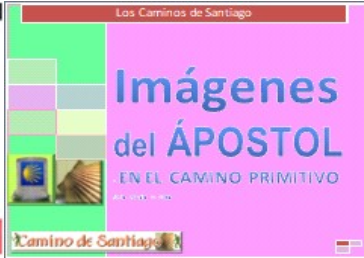 Los Caminos de Santiago
Imágenes
del ÁPOSTOL
EN EL CAMINO PRIMITIVO
Camino de Santiago